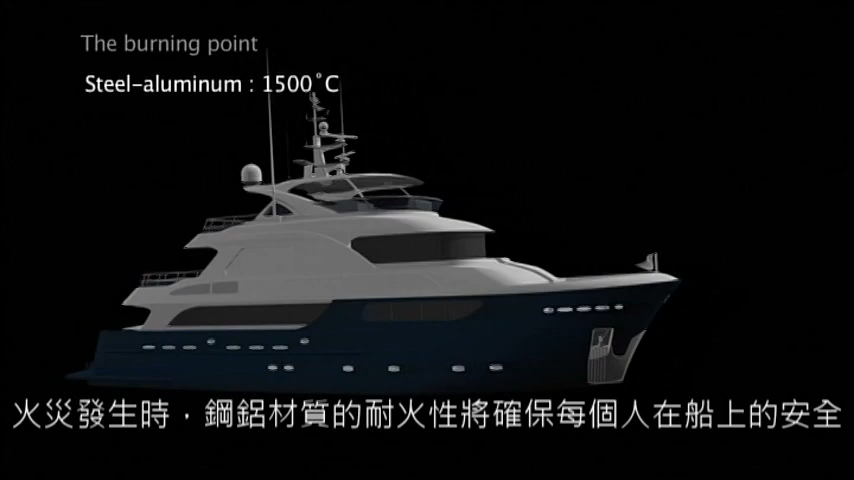 The burning point
Steel-aluminum : 1500°C
火災發生時，鋼鋁材質的耐火性將確保每個人在船上的安全